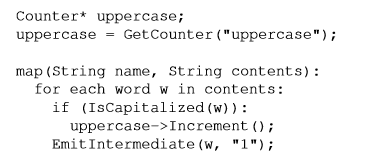 Counter* uppercase;
uppercase = GetCounter("uppercase");
map(String name, String contents):
for each word w in contents:
if (IsCapitalized(w)):
uppercase->Increment();
EmitIntermediate(w, "1");